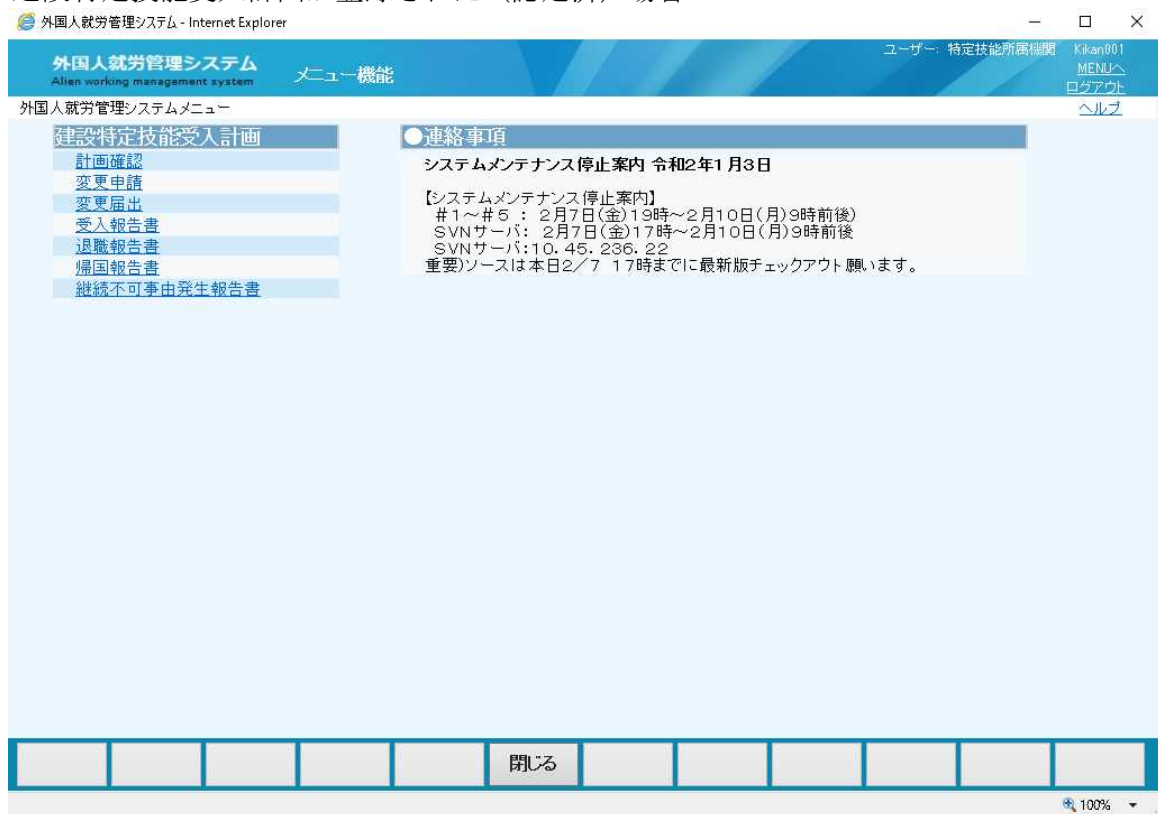 外国人就労管理システム - Internet Explorer
外国人就労管理システム
Alien working management system
メニュー機能
ユーザー: 特定技能所属機関 Kikan001
MENUへ
ログアウト
外国人就労管理システムメニュー
ヘルプ
建設特定技能受入計画
計画確認
変更申請
変更届出
受入報告書
退職報告書
帰国報告書
継続不可事由発生報告書
●連絡事項
システムメンテナンス停止案内 令和2年1月3日
【システムメンテナンス停止案内】
#1~#5 : 2月7日(金)19時~2月10日(月)9時前後)
SVNサーバ: 2月7日(金)17時~2月10日(月)9時前後
SVNサーバ:10.45.236.22
重要)ソースは本日2/7 17時までに最新版チェックアウト願います。
閉じる
100%